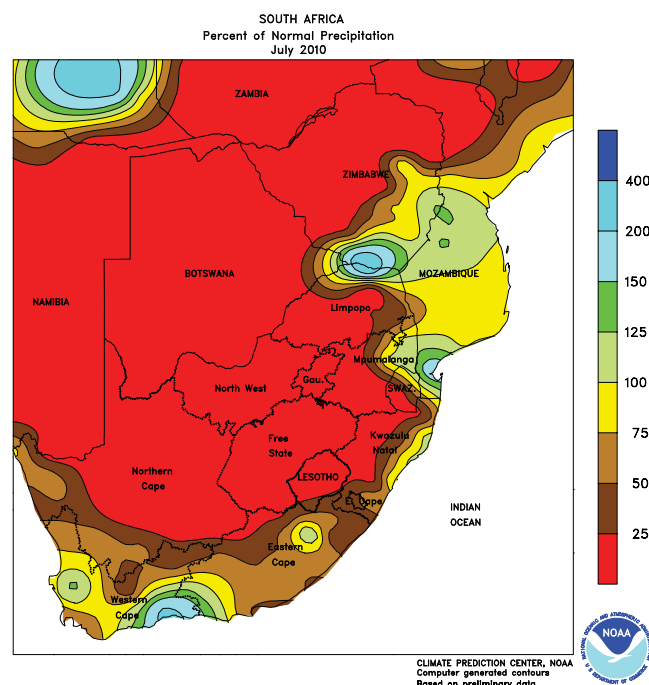 SOUTH AFRICA
Percent of Normal Precipitation
July 2010
ZAMBIA
ZIMBABWE
BOTSWANA
MOZAMBIQUE
NAMIBIA
Limpopo
Mpumalanga
North West
Gau.
SWAZ.
Free
State
Kwazulu
Natal
Northern
Cape
LESOTHO
E. Cape
INDIAN
OCEAN
Eastern
Cape
Western
Cape
400
200
150
125
100
75
50
25
NOAA
CLIMATE PREDICTION CENTER, NOAA
Computer generated contours
Based on preliminary data